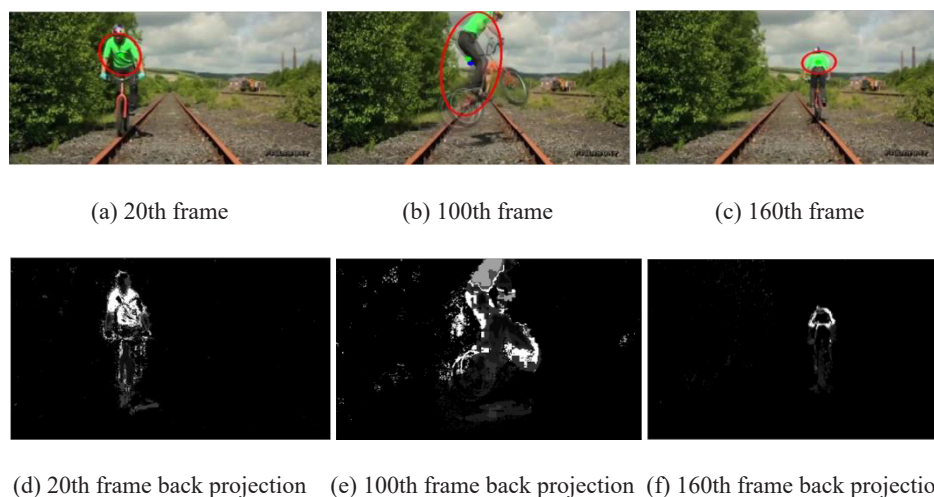 (a) 20th frame (b) 100th frame (c) 160th frame
(d) 20th frame back projection (e) 100th frame back projection (f) 160th frame back projectio